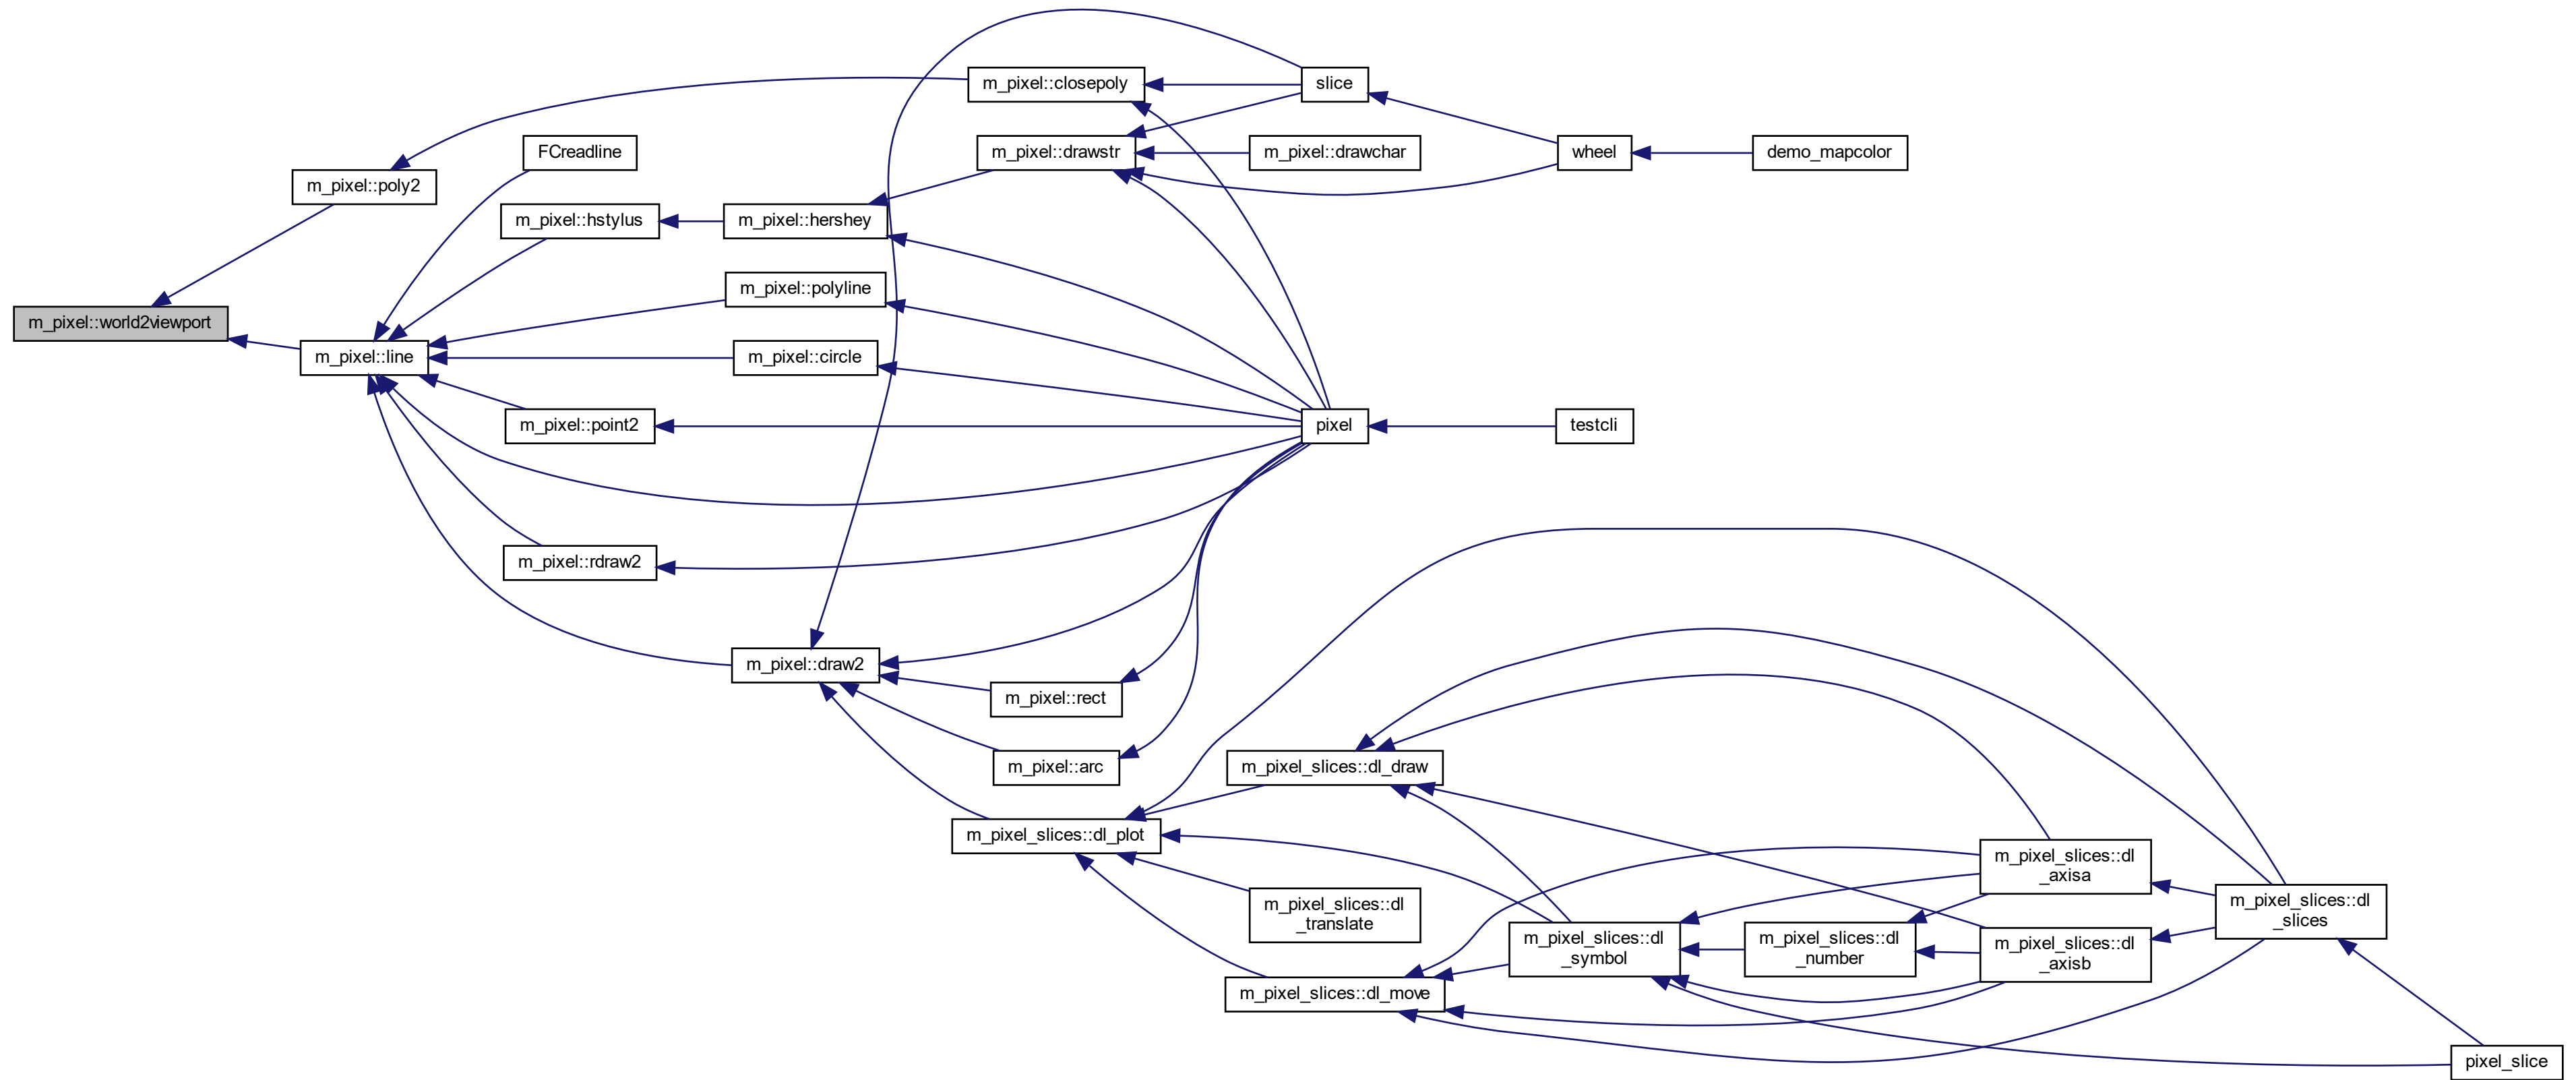 m_pixel::closepoly
slice
FCreadline
m_pixel::drawstr
m_pixel::drawchar
wheel
demo_mapcolor
m_pixel::poly2
m_pixel::hstylus
m_pixel::hershey
m_pixel::polyline
m_pixel::world2viewport
m_pixel::line
m_pixel::circle
m_pixel::point2
pixel
testcli
m_pixel::rdraw2
m_pixel::draw2
m_pixel::rect
m_pixel::arc
m_pixel_slices::dl_draw
m_pixel_slices::dl_plot
m_pixel_slices::dl
_axisa
m_pixel_slices::dl
_translate
m_pixel_slices::dl
_slices
m_pixel_slices::dl
_symbol
m_pixel_slices::dl
_number
m_pixel_slices::dl
_axisb
m_pixel_slices::dl_move
pixel_slice